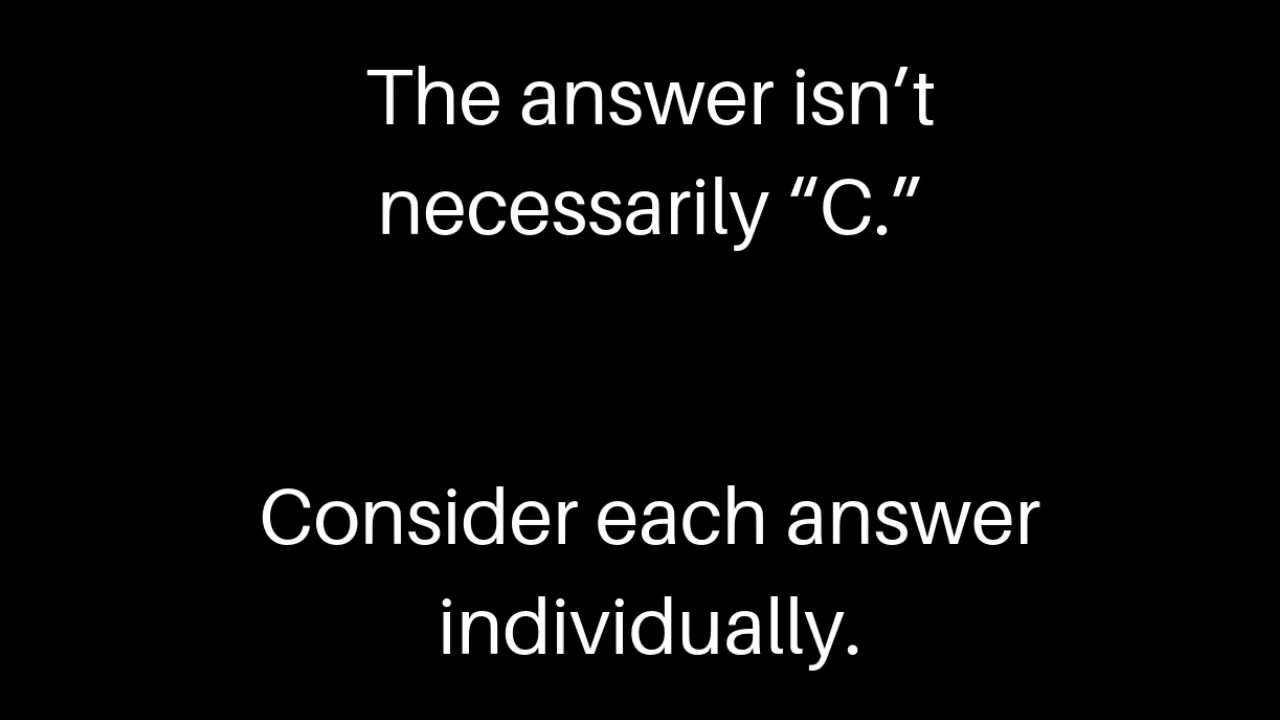 The answer isn’t
necessarily “C.”
Consider each answer
individually.